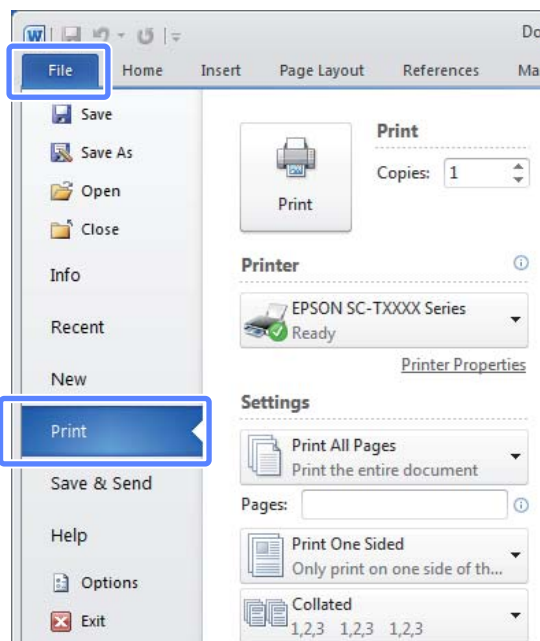 W Do
File Home Insert Page Layout References Ma
Save
Save As
Open
Close
Info
Recent
New
Print
Save & Send
Help
Options
Exit
Print
Print
Copies: 1
Printer
EPSON SC-TXXXX Series
Ready
Printer Properties
Settings
Print All Pages
Print the entire document
Pages:
Print One Sided
Only print on one side of th...
Collated
1,2,3 1,2,3 1,2,3